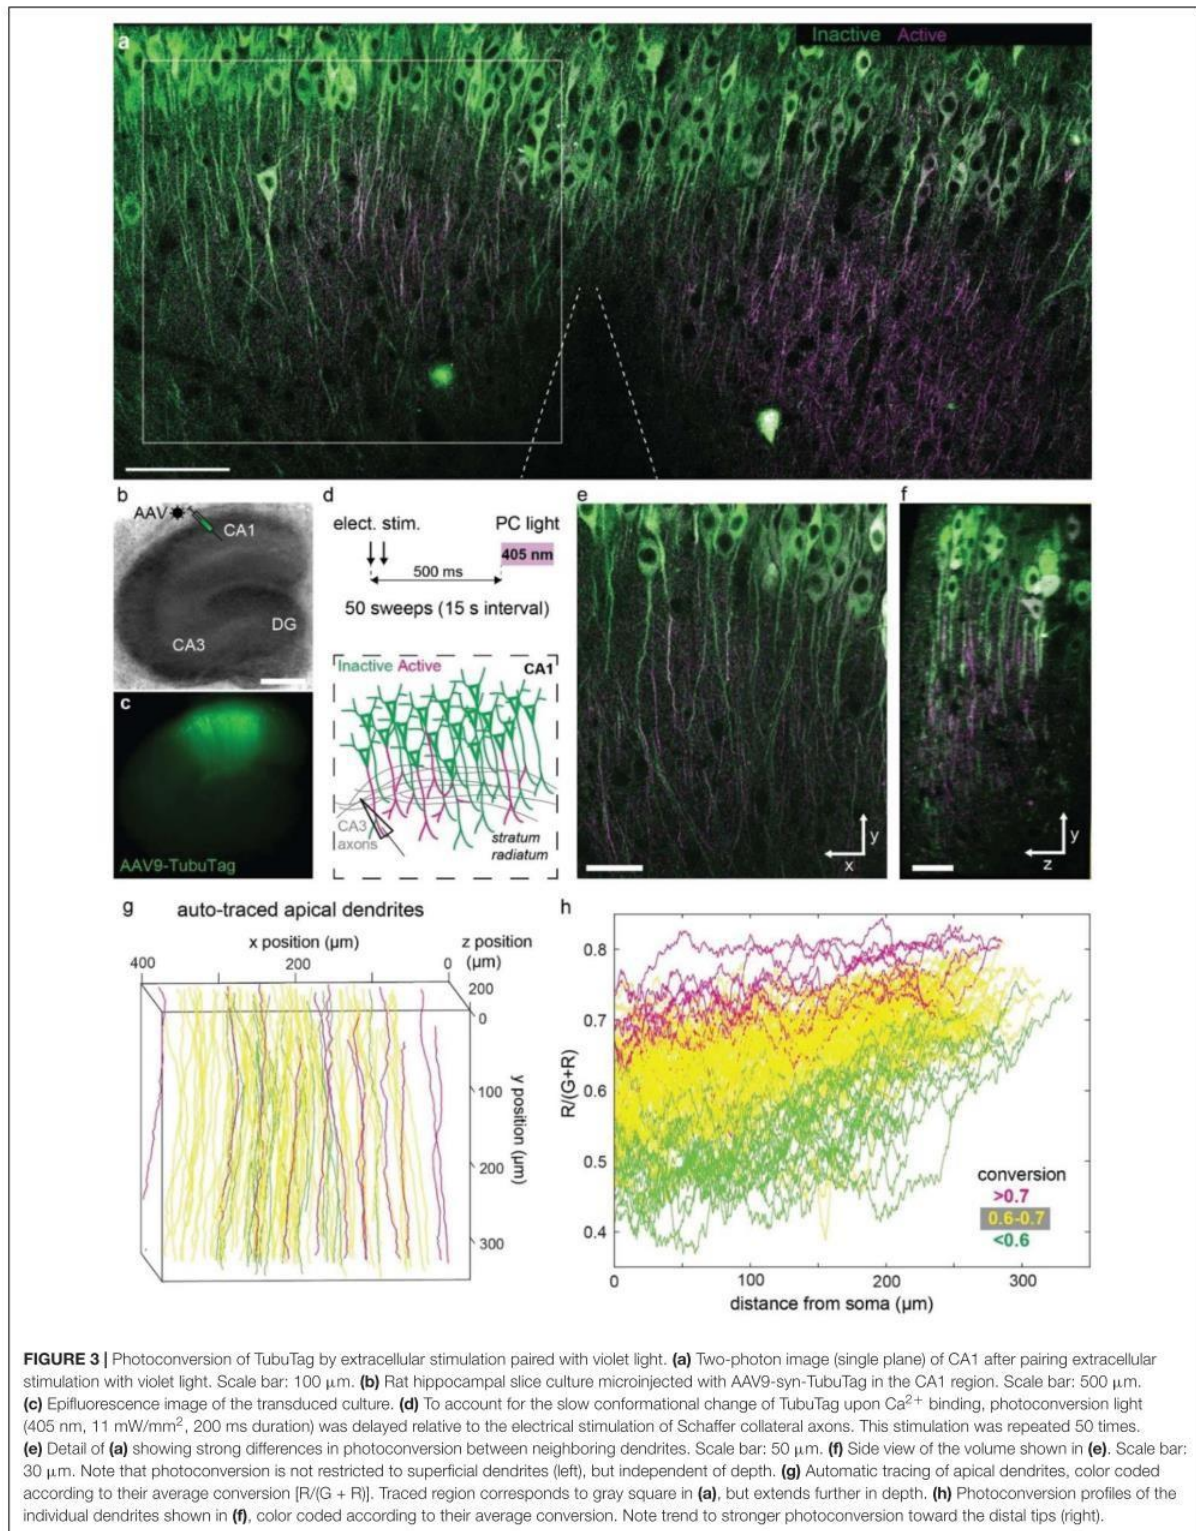 a
Inactive Active
b
AAV
CA1
CA3
DG
c
AAV9-TubuTag
d
elect. stim.
PC light
405 nm
500 ms
50 sweeps (15 s interval)
Inactive Active
CA1
CA3
axons
stratum
radiatum
e
y
x
f
y
z
g
auto-traced apical dendrites
x position (µm)
z position
(µm)
400
200
0
200
0
100
200
300
y position (µm)
h
R/(G+R)
0.8
0.7
0.6
0.5
0.4
conversion
>0.7
0.6-0.7
<0.6
0
100
200
300
distance from soma (µm)
FIGURE 3 | Photoconversion of TubuTag by extracellular stimulation paired with violet light. (a) Two-photon image (single plane) of CA1 after pairing extracellular
stimulation with violet light. Scale bar: 100 µm. (b) Rat hippocampal slice culture microinjected with AAV9-syn-TubuTag in the CA1 region. Scale bar: 500 µm.
(c) Epifluorescence image of the transduced culture. (d) To account for the slow conformational change of TubuTag upon Ca2+ binding, photoconversion light
(405 nm, 11 mW/mm2, 200 ms duration) was delayed relative to the electrical stimulation of Schaffer collateral axons. This stimulation was repeated 50 times.
(e) Detail of (a) showing strong differences in photoconversion between neighboring dendrites. Scale bar: 50 µm. (f) Side view of the volume shown in (e). Scale bar:
30 µm. Note that photoconversion is not restricted to superficial dendrites (left), but independent of depth. (g) Automatic tracing of apical dendrites, color coded
according to their average conversion [R/(G + R)]. Traced region corresponds to gray square in (a), but extends further in depth. (h) Photoconversion profiles of the
individual dendrites shown in (f), color coded according to their average conversion. Note trend to stronger photoconversion toward the distal tips (right).